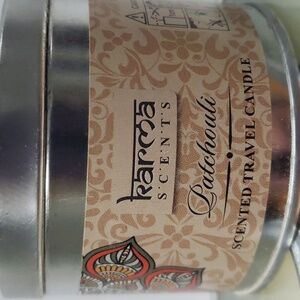 karma
SCENTS
Patchouli
SCENTED TRAVEL CANDLE